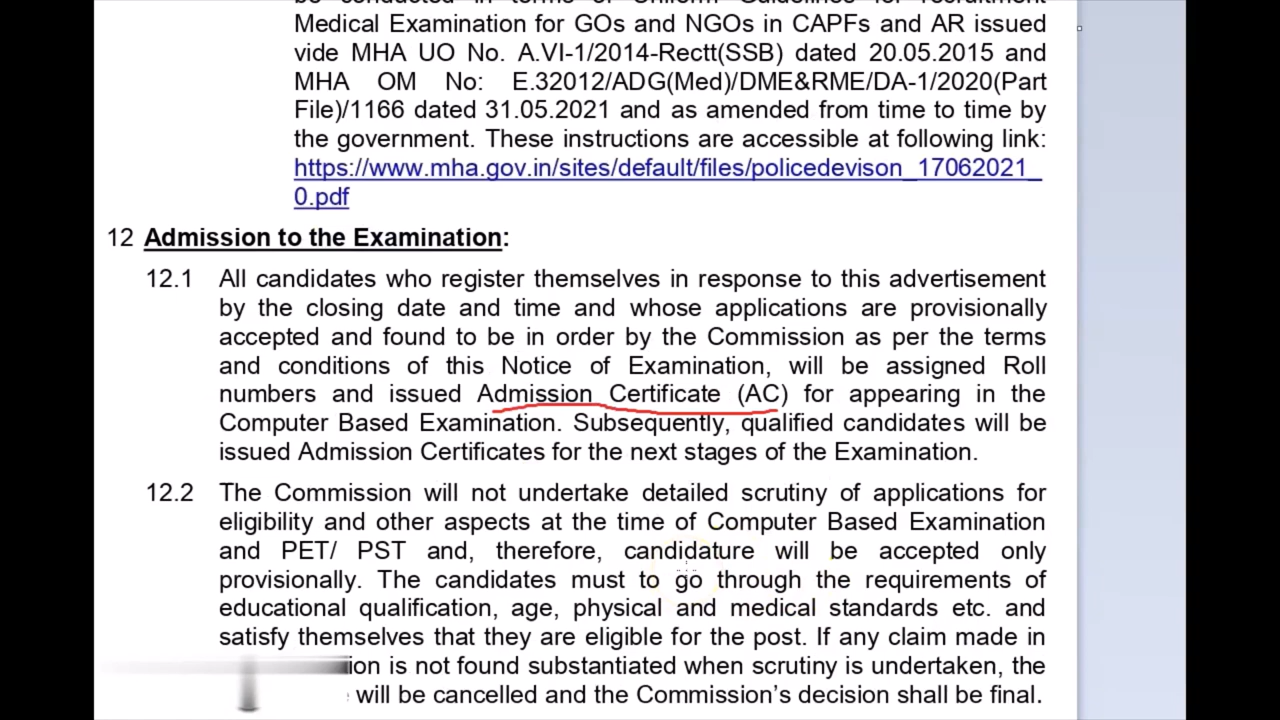 Medical Examination for GOs and NGOs in CAPFs and AR issued
vide MHA UO No. A.VI-1/2014-Rectt(SSB) dated 20.05.2015 and
MHA OM No: E.32012/ADG(Med)/DME&RME/DA-1/2020(Part
File)/1166 dated 31.05.2021 and as amended from time to time by
the government. These instructions are accessible at following link:
https://www.mha.gov.in/sites/default/files/policedevison_17062021_
0.pdf
12 Admission to the Examination:
12.1 All candidates who register themselves in response to this advertisement
by the closing date and time and whose applications are provisionally
accepted and found to be in order by the Commission as per the terms
and conditions of this Notice of Examination, will be assigned Roll
numbers and issued Admission Certificate (AC) for appearing in the
Computer Based Examination. Subsequently, qualified candidates will be
issued Admission Certificates for the next stages of the Examination.
12.2 The Commission will not undertake detailed scrutiny of applications for
eligibility and other aspects at the time of Computer Based Examination
and PET/ PST and, therefore, candidature will be accepted only
provisionally. The candidates must to go through the requirements of
educational qualification, age, physical and medical standards etc. and
satisfy themselves that they are eligible for the post. If any claim made in
ion is not found substantiated when scrutiny is undertaken, the
will be cancelled and the Commission's decision shall be final.